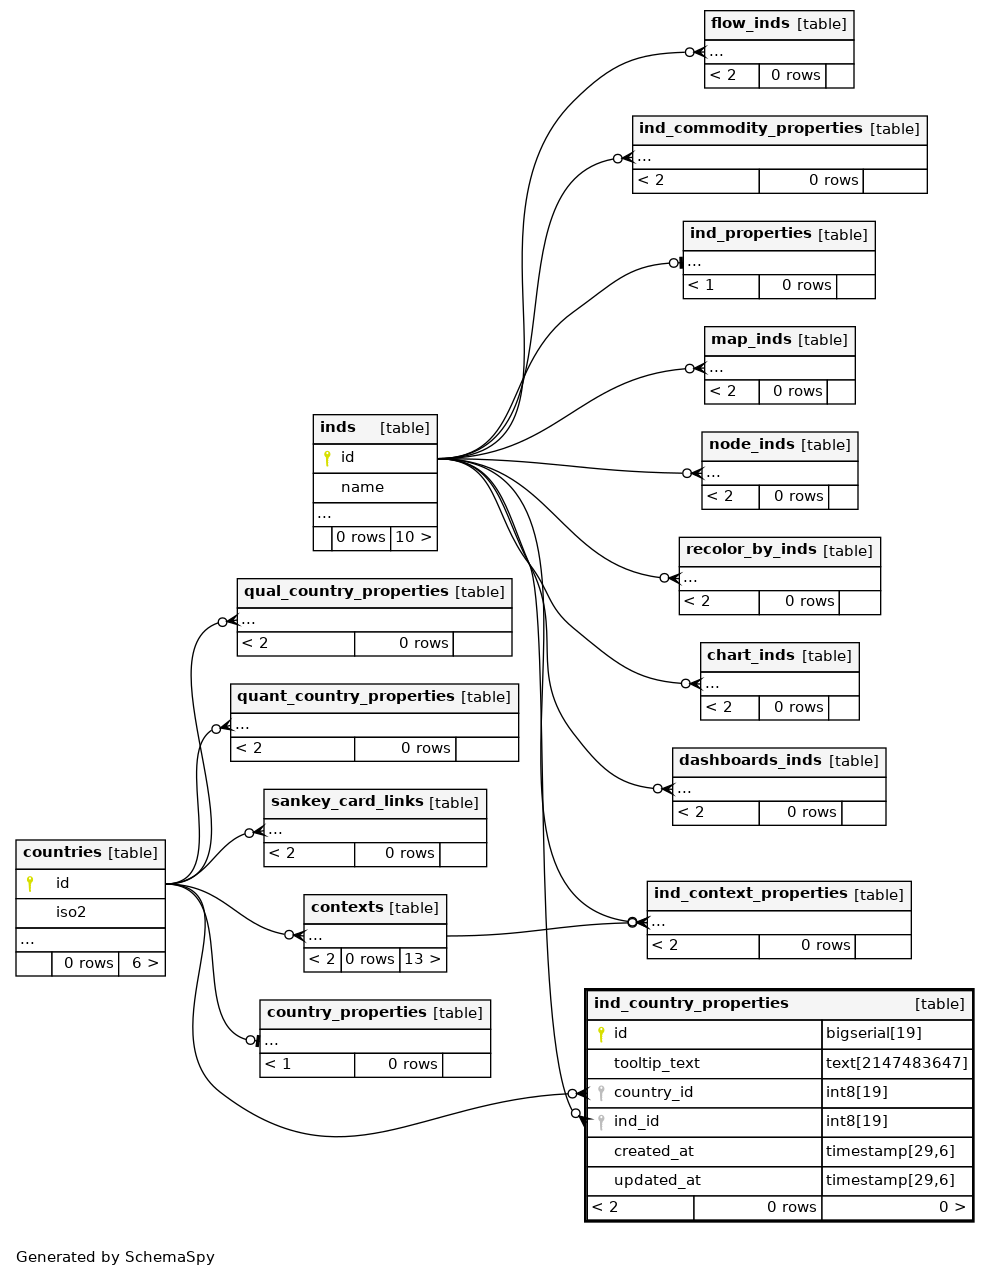 flow_inds [table]
...
< 2 0 rows
ind_commodity_properties [table]
...
< 2 0 rows
ind_properties [table]
...
< 1 0 rows
map_inds [table]
...
< 2 0 rows
inds [table]
id
name
...
0 rows 10 >
node_inds [table]
...
< 2 0 rows
recolor_by_inds [table]
...
< 2 0 rows
qual_country_properties [table]
...
< 2 0 rows
chart_inds [table]
...
< 2 0 rows
quant_country_properties [table]
...
< 2 0 rows
dashboards_inds [table]
...
< 2 0 rows
sankey_card_links [table]
...
< 2 0 rows
countries [table]
id
iso2
...
0 rows 6 >
contexts [table]
...
< 2 0 rows 13 >
ind_context_properties [table]
...
< 2 0 rows
country_properties [table]
...
< 1 0 rows
ind_country_properties [table]
id bigserial[19]
tooltip_text text[2147483647]
country_id int8[19]
ind_id int8[19]
created_at timestamp[29,6]
updated_at timestamp[29,6]
< 2 0 rows 0 >
Generated by SchemaSpy